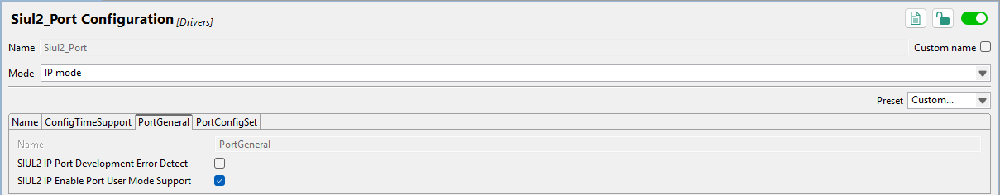 Siul2_Port Configuration [Drivers]
Name Siul2_Port Custom name
Mode IP mode
Preset Custom...
Name ConfigTimeSupport PortGeneral PortConfigSet
Name PortGeneral
SIUL2 IP Port Development Error Detect
SIUL2 IP Enable Port User Mode Support